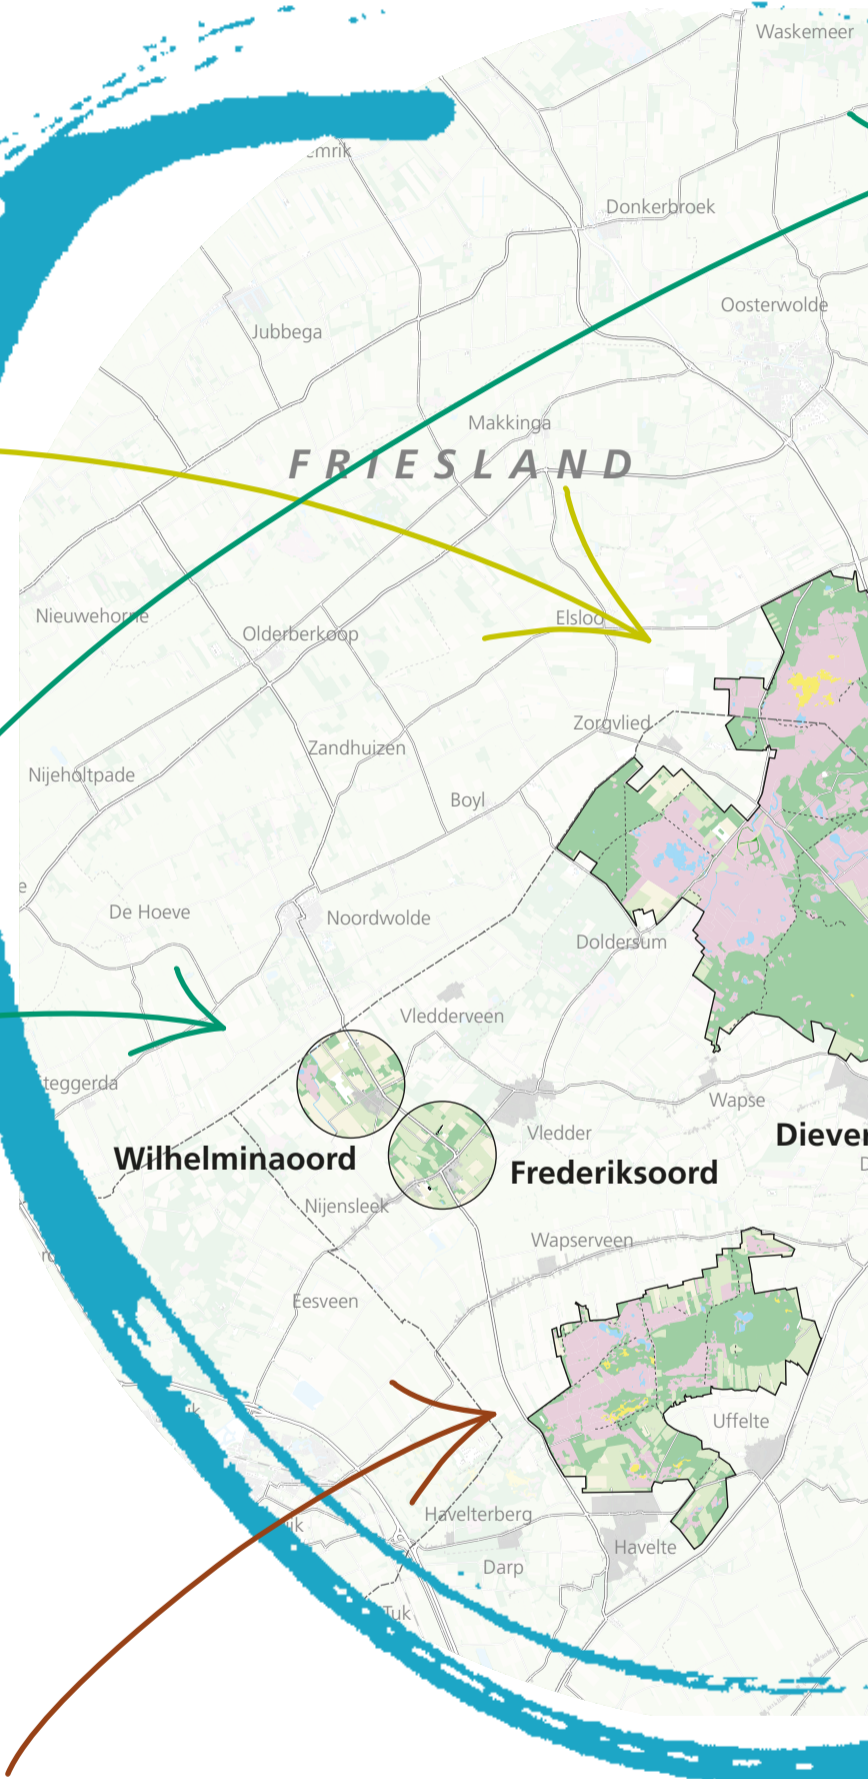 Waskemeer
Donkerbroek
Oosterwolde
Jubbega
Makkinga
FRIESLAND
Nieuwehorne
Elsloo
Olderberkoop
Zorgvlied
Zandhuizen
Nijeholtpade
Boyl
De Hoeve
Noordwolde
Doldersum
Vledderveen
Wapse
Vledder
Wilhelminaoord
Frederiksoord
Nijensleek
Wapserveen
Eesveen
Uffelte
Havelterberg
Havelte
Darp
Tuk